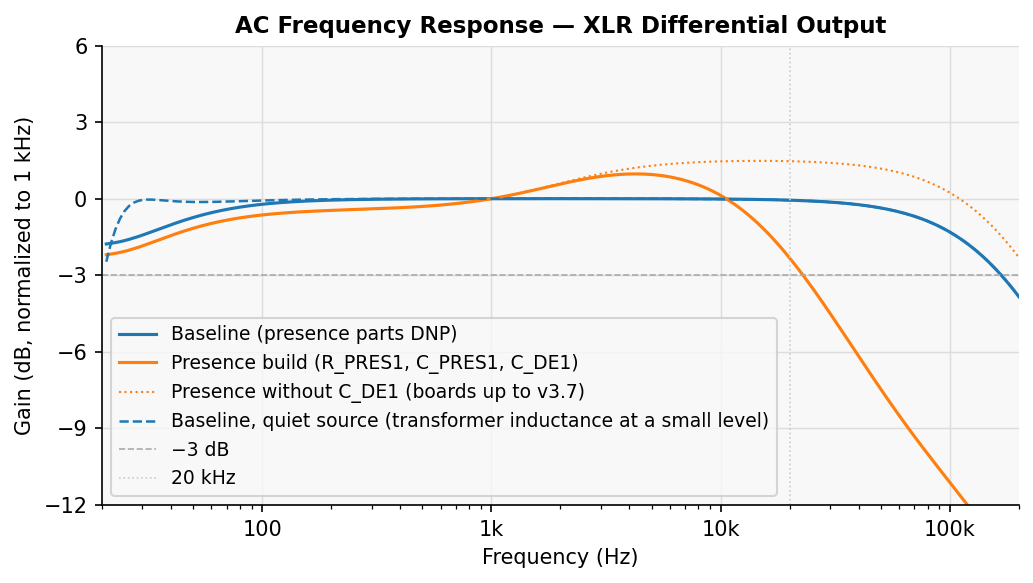 AC Frequency Response — XLR Differential Output
Gain (dB, normalized to 1 kHz)
6
3
0
−3
−6
−9
−12
Baseline (presence parts DNP)
Presence build (R_PRES1, C_PRES1, C_DE1)
Presence without C_DE1 (boards up to v3.7)
Baseline, quiet source (transformer inductance at a small level)
−3 dB
20 kHz
100 1k 10k 100k
Frequency (Hz)